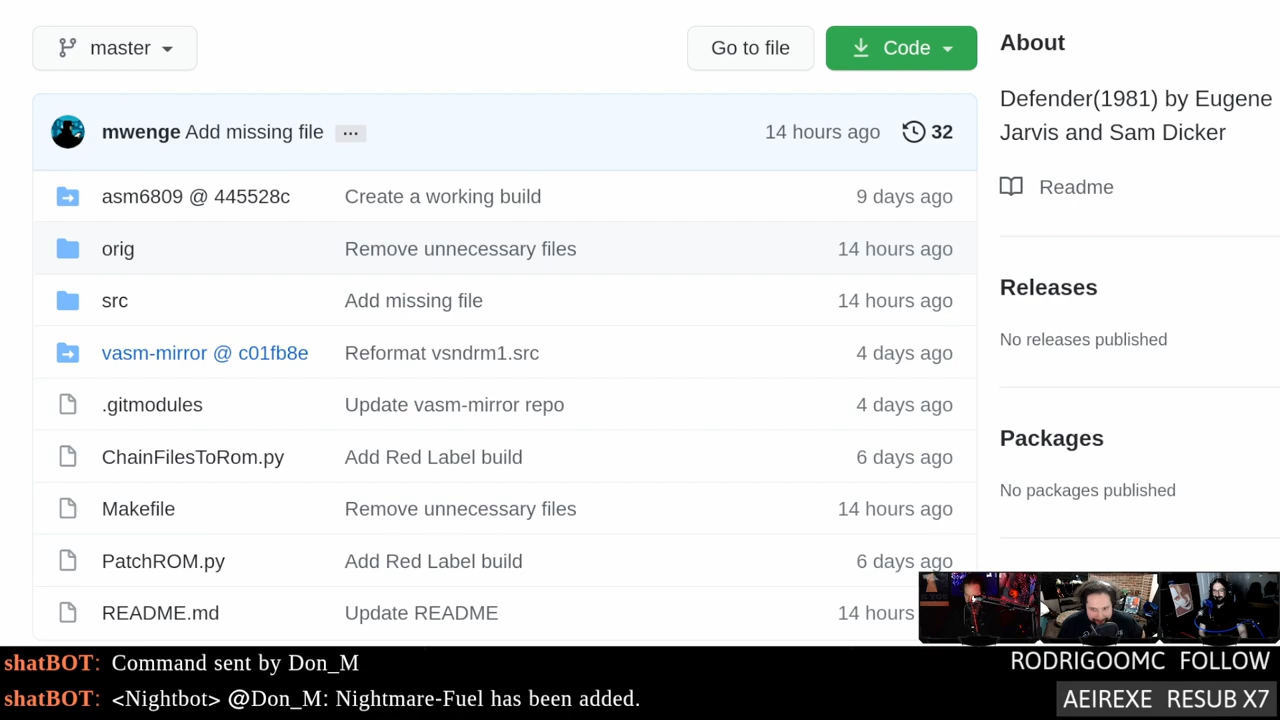 master
Go to file
Code
About
Defender(1981) by Eugene
Jarvis and Sam Dicker
mwenge Add missing file ...
14 hours ago
32
asm6809 @ 445528c Create a working build 9 days ago
Readme
orig Remove unnecessary files 14 hours ago
Releases
src Add missing file 14 hours ago
No releases published
vasm-mirror @ c01fb8e Reformat vsndrm1.src 4 days ago
.gitmodules Update vasm-mirror repo 4 days ago
Packages
ChainFilesToRom.py Add Red Label build 6 days ago
No packages published
Makefile Remove unnecessary files 14 hours ago
PatchROM.py Add Red Label build 6 days ago
README.md Update README 14 hours
shatBOT: Command sent by Don_M
RODRIGOOMC FOLLOW
shatBOT: <Nightbot> @Don_M: Nightmare-Fuel has been added.
AEIREXE RESUB X7